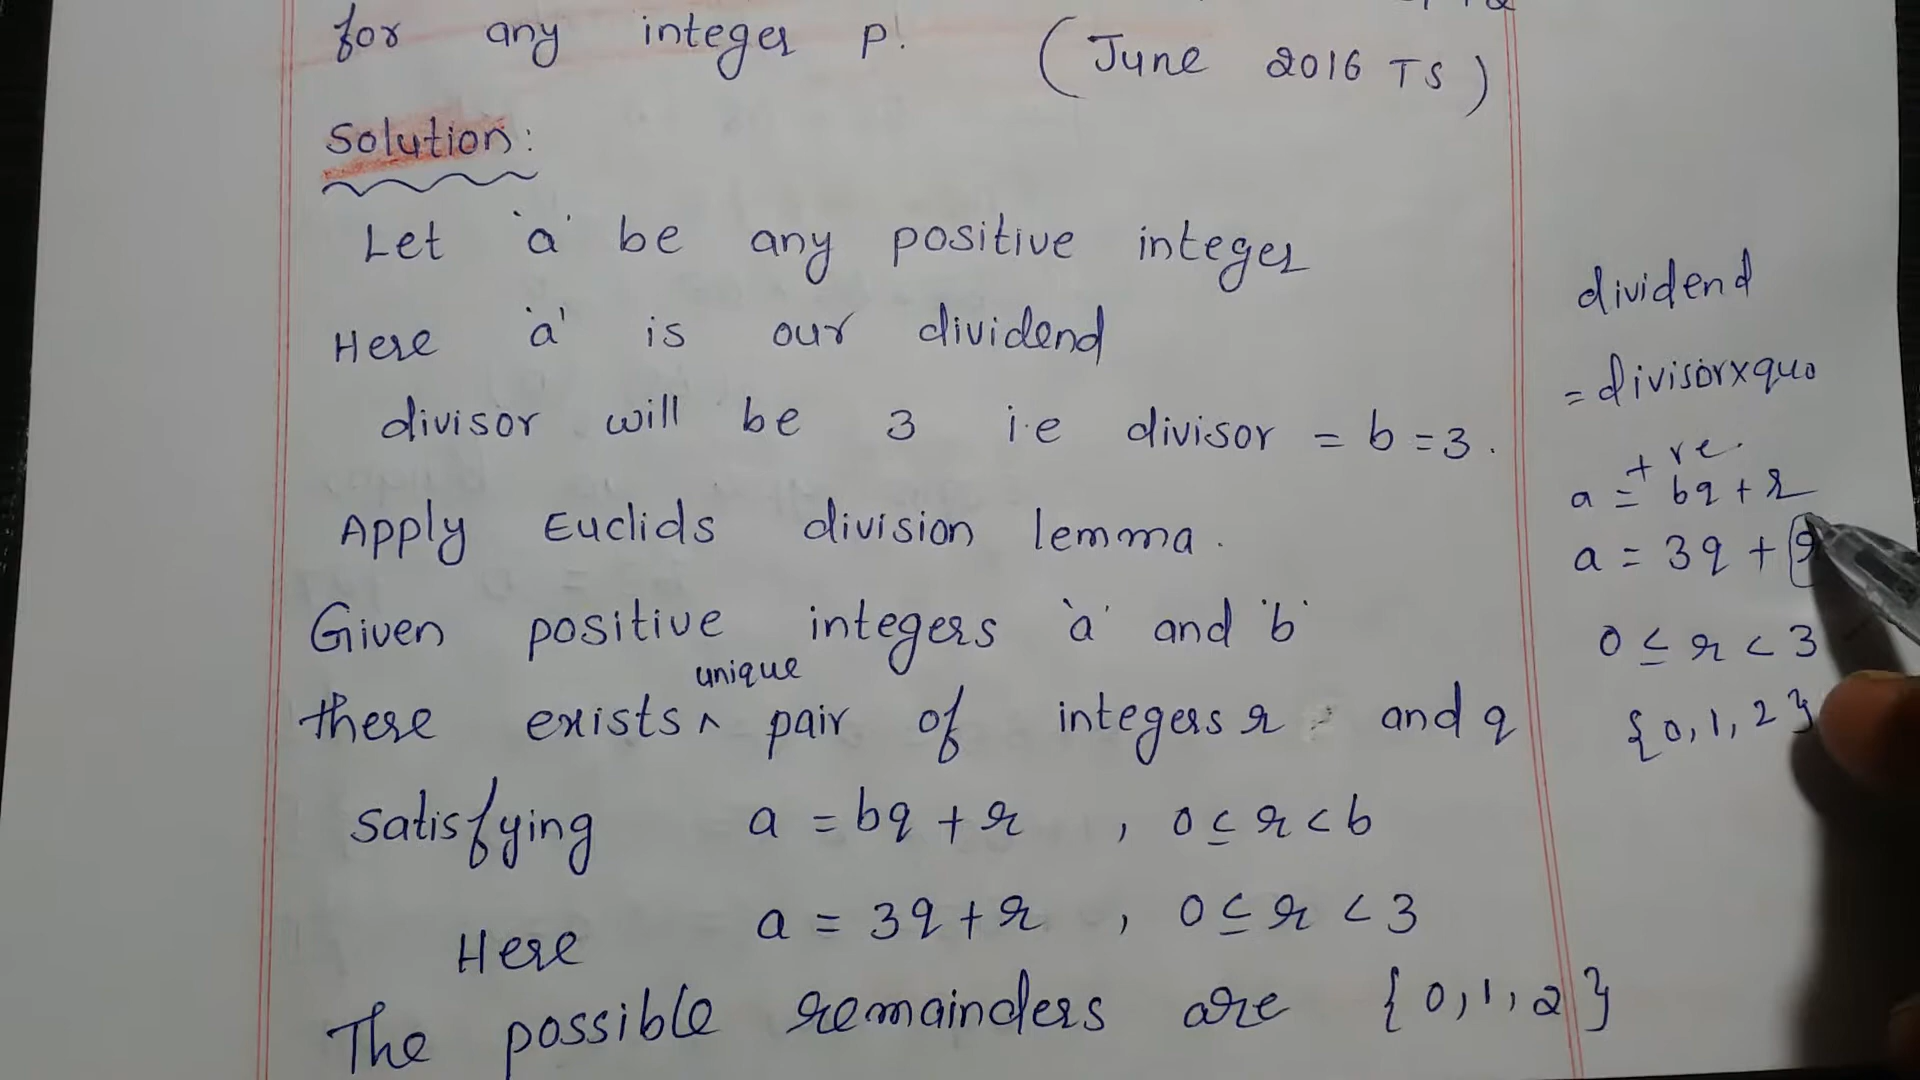 for any integer p.
(June 2016 TS)
Solution:
Let 'a' be any positive integer
Here 'a' is our dividend
divisor will be 3 i.e divisor = b = 3.
Apply Euclids division lemma.
Given positive integers 'a' and 'b'
there exists ^ unique pair of integers r and q
satisfying a = bq + r , 0 ≤ r < b
Here a = 3q + r , 0 ≤ r < 3
The possible remainders are {0, 1, 2}
dividend
= divisor x quo
+ re.
a = bq + r
a = 3q +
0 ≤ r < 3
{0, 1, 2}